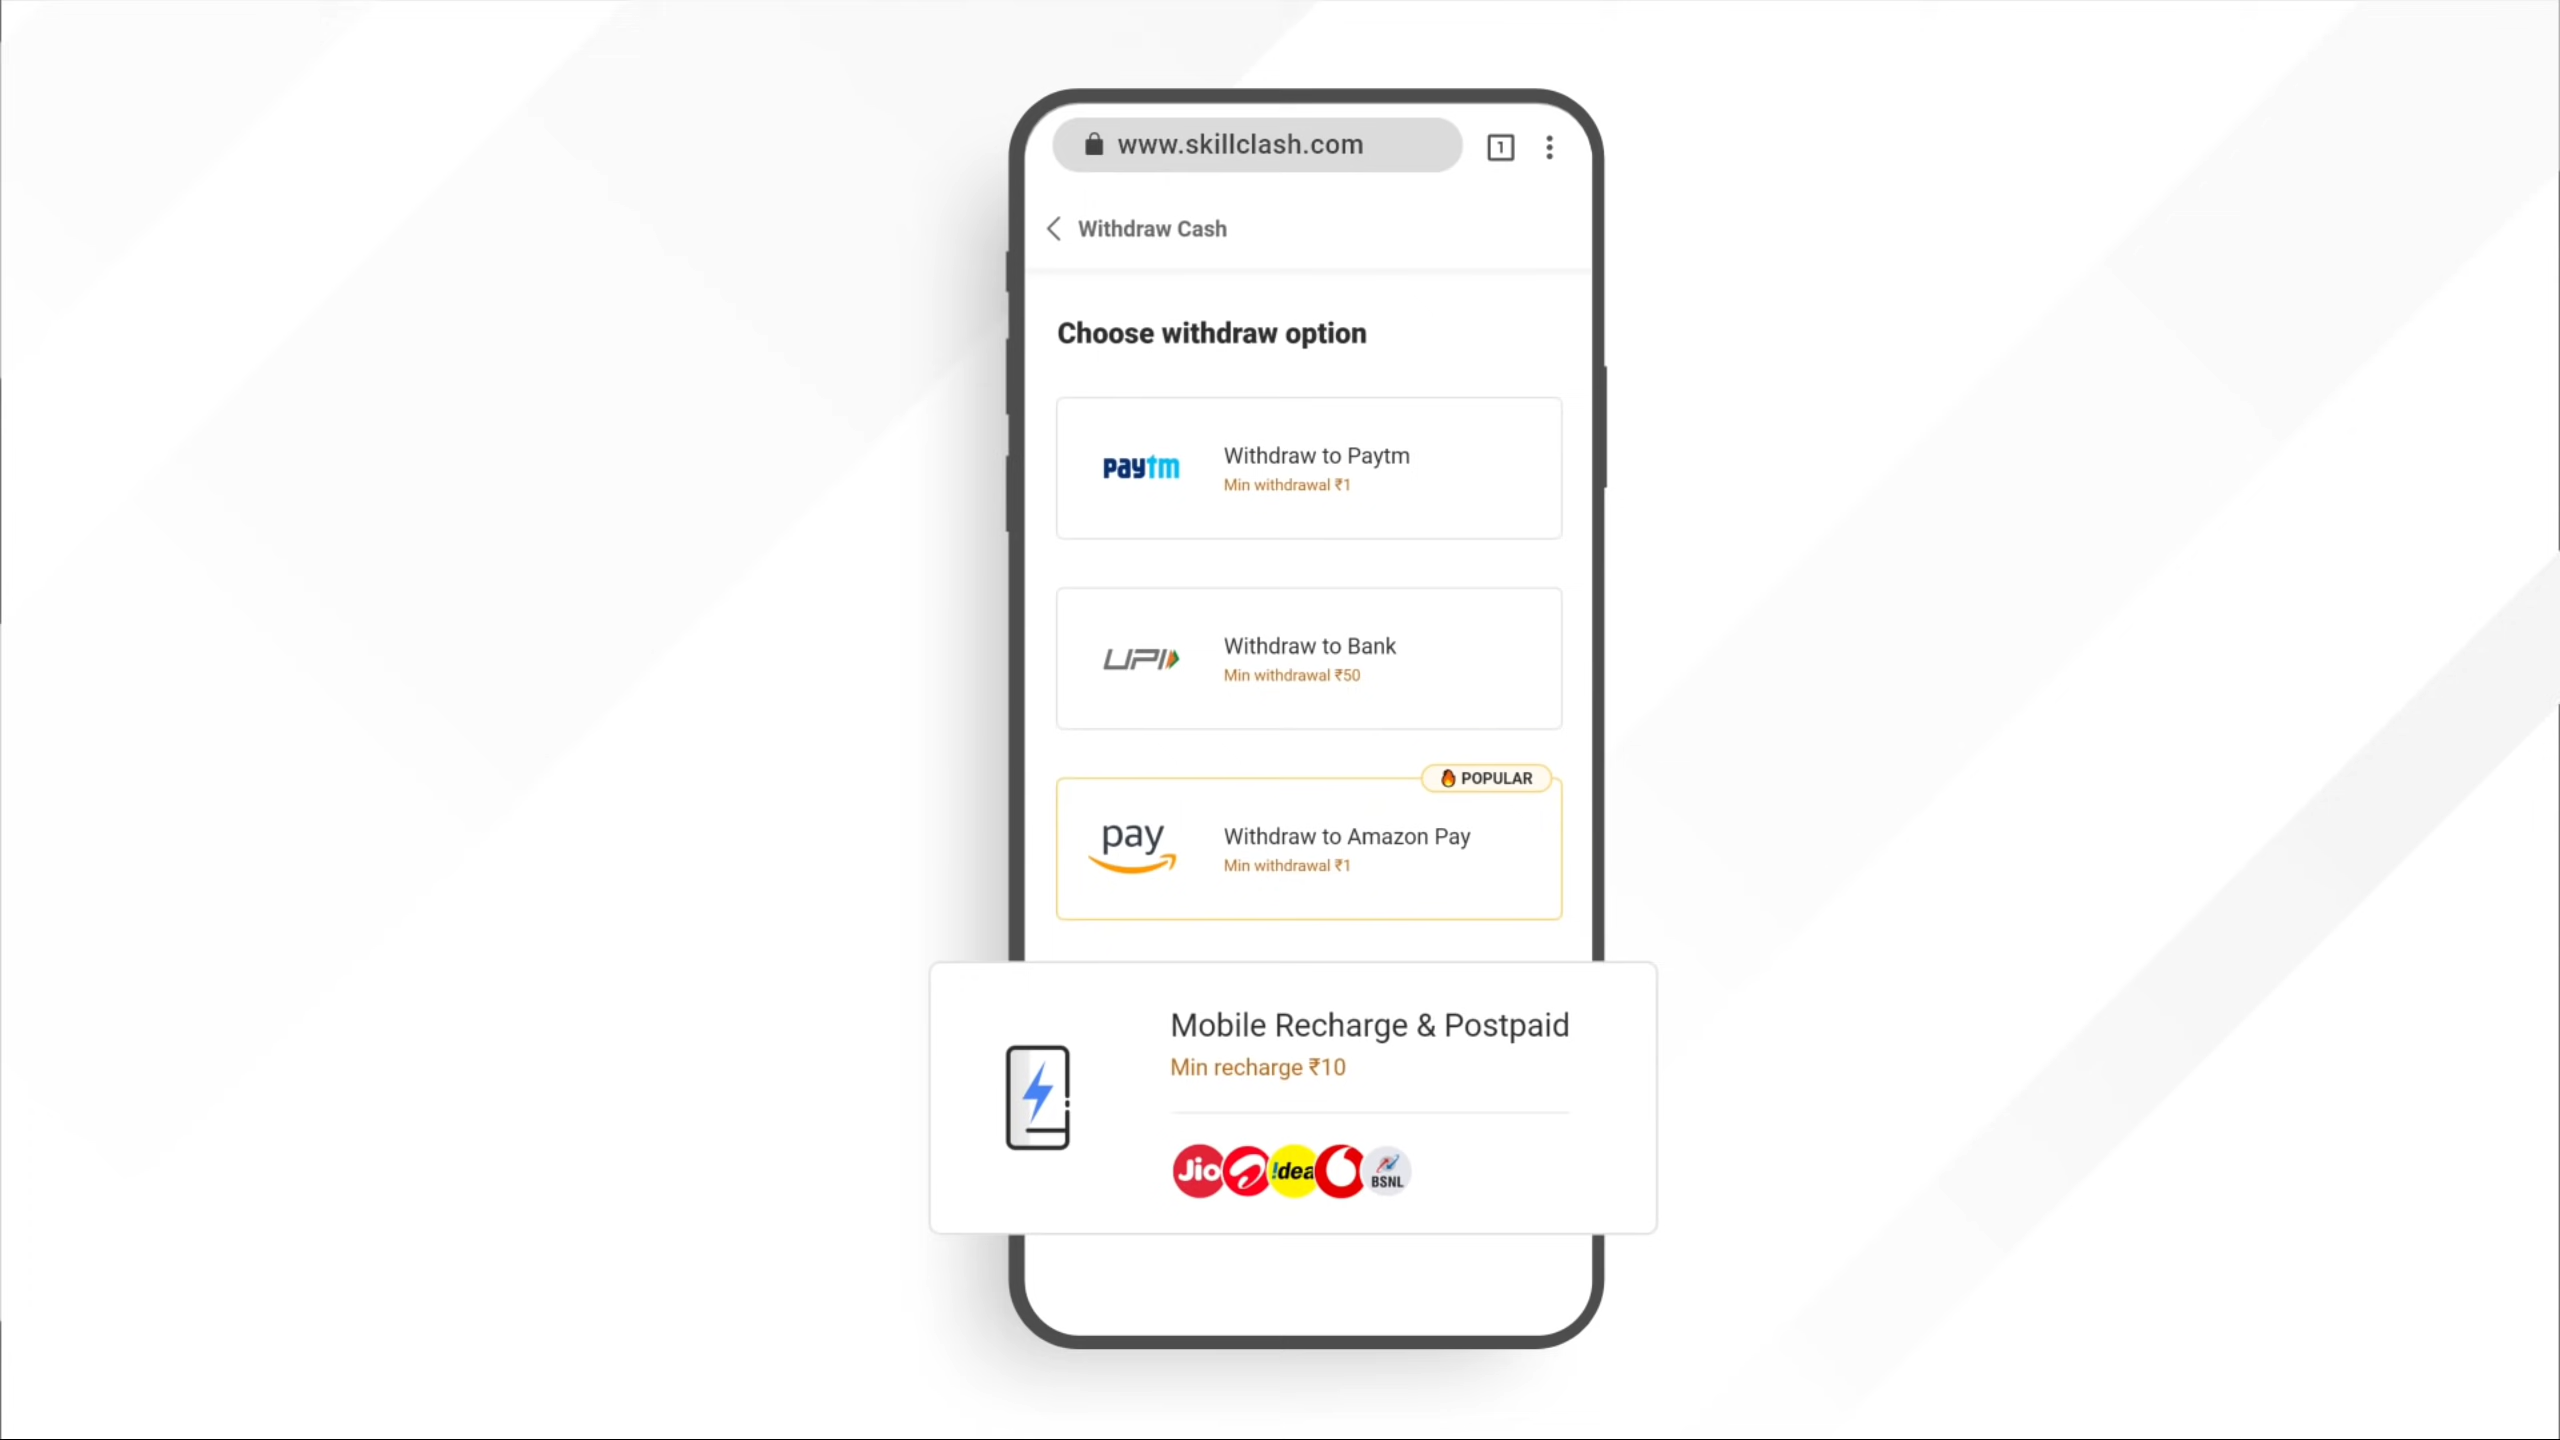 www.skillclash.com
1
Withdraw Cash
Choose withdraw option
paytm
Withdraw to Paytm
Min withdrawal ₹1
UPI
Withdraw to Bank
Min withdrawal ₹50
POPULAR
pay
Withdraw to Amazon Pay
Min withdrawal ₹1
Mobile Recharge & Postpaid
Min recharge ₹10
Jio !dea BSNL